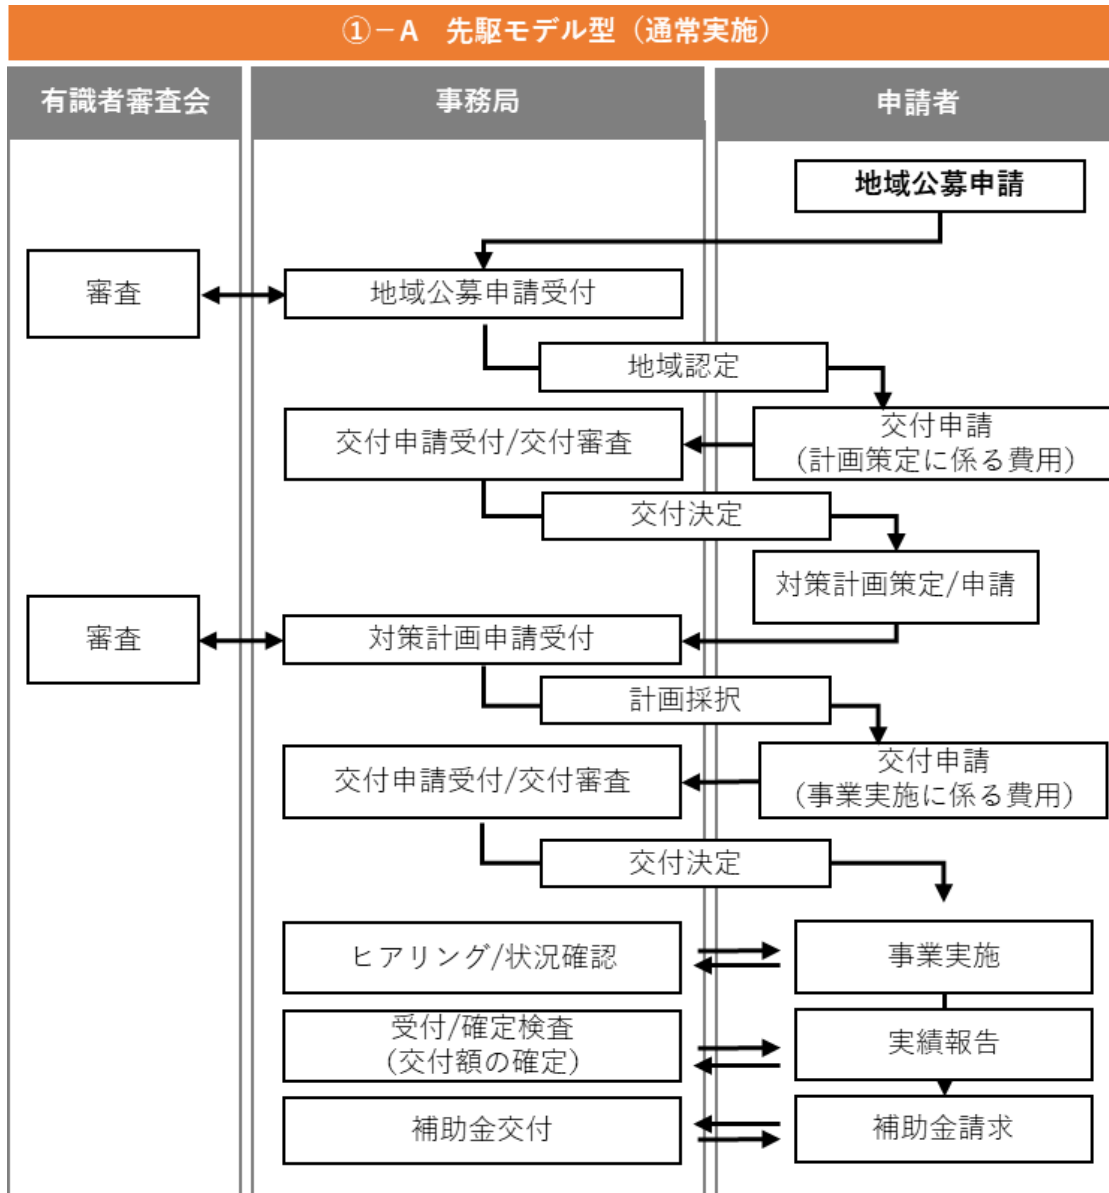 ①－A　先駆モデル型（通常実施）
有識者審査会
事務局
申請者
地域公募申請
審査
地域公募申請受付
地域認定
交付申請受付/交付審査
交付申請
（計画策定に係る費用）
交付決定
対策計画策定/申請
審査
対策計画申請受付
計画採択
交付申請受付/交付審査
交付申請
（事業実施に係る費用）
交付決定
ヒアリング/状況確認
事業実施
受付/確定検査
（交付額の確定）
実績報告
補助金交付
補助金請求